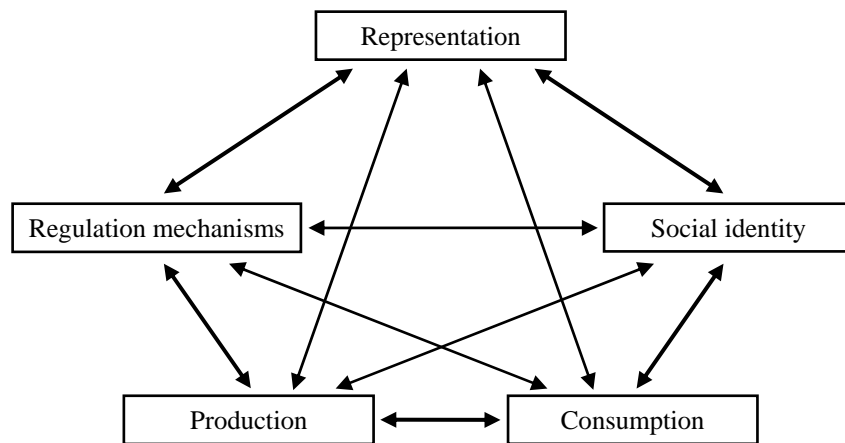 Representation
Regulation mechanisms
Social identity
Production
Consumption